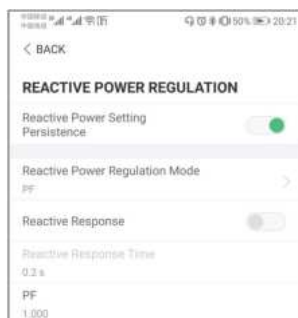 50% 20:21
< BACK
REACTIVE POWER REGULATION
Reactive Power Setting
Persistence
Reactive Power Regulation Mode
PF
Reactive Response
Reactive Response Time
0.2 s
PF
1.000